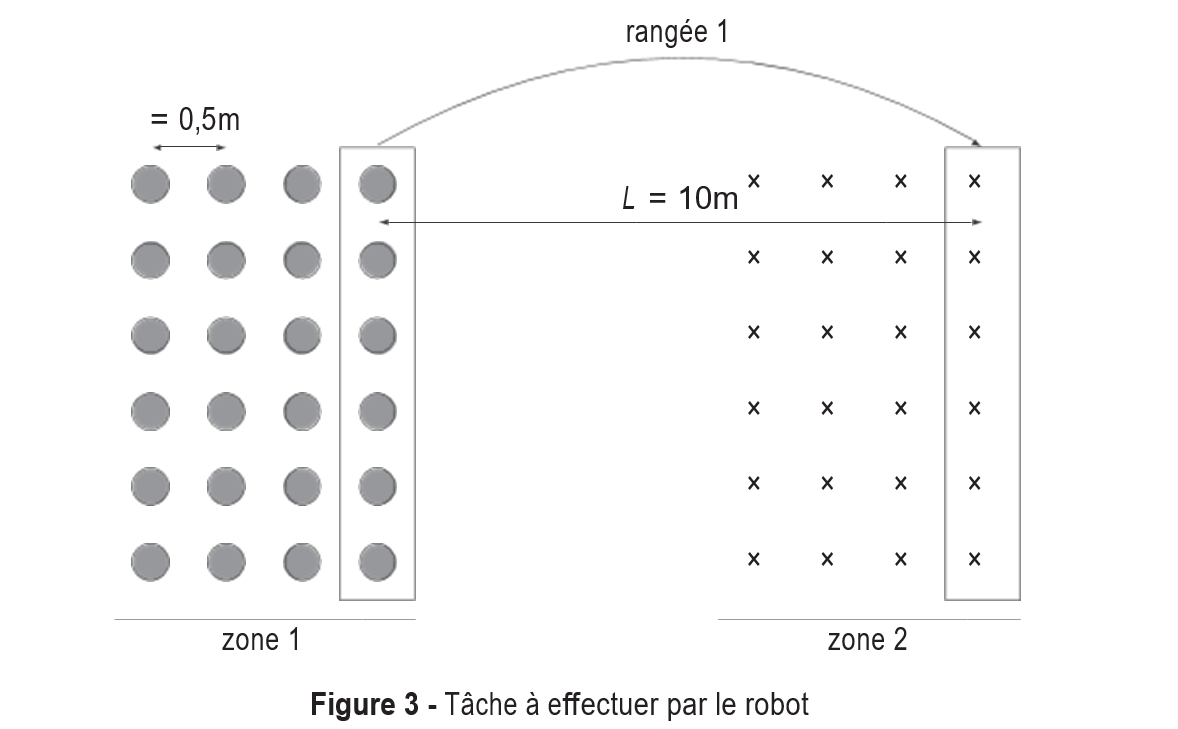 rangée 1
= 0,5m
L = 10m
zone 1
zone 2
Figure 3 - Tâche à effectuer par le robot